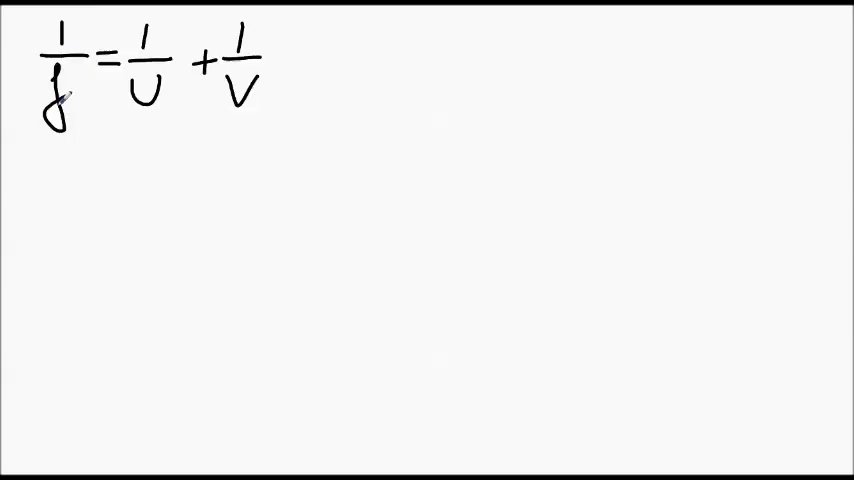 1/f = 1/U + 1/V